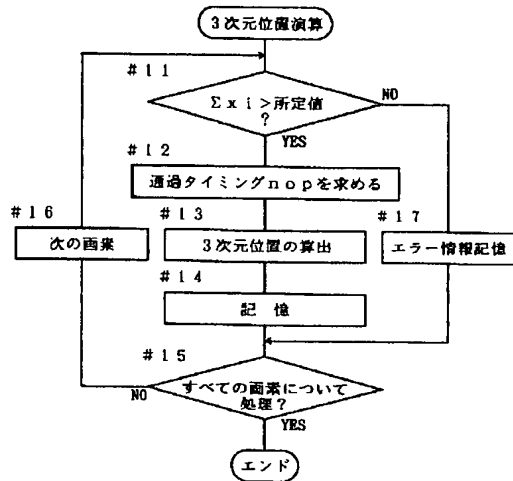 3次元位置演算
#11
Σxi>所定値
?
NO
YES
#12
通過タイミングnopを求める
#16
次の画素
#13
3次元位置の算出
#17
エラー情報記憶
#14
記 憶
#15
すべての画素について
処理?
NO
YES
エンド